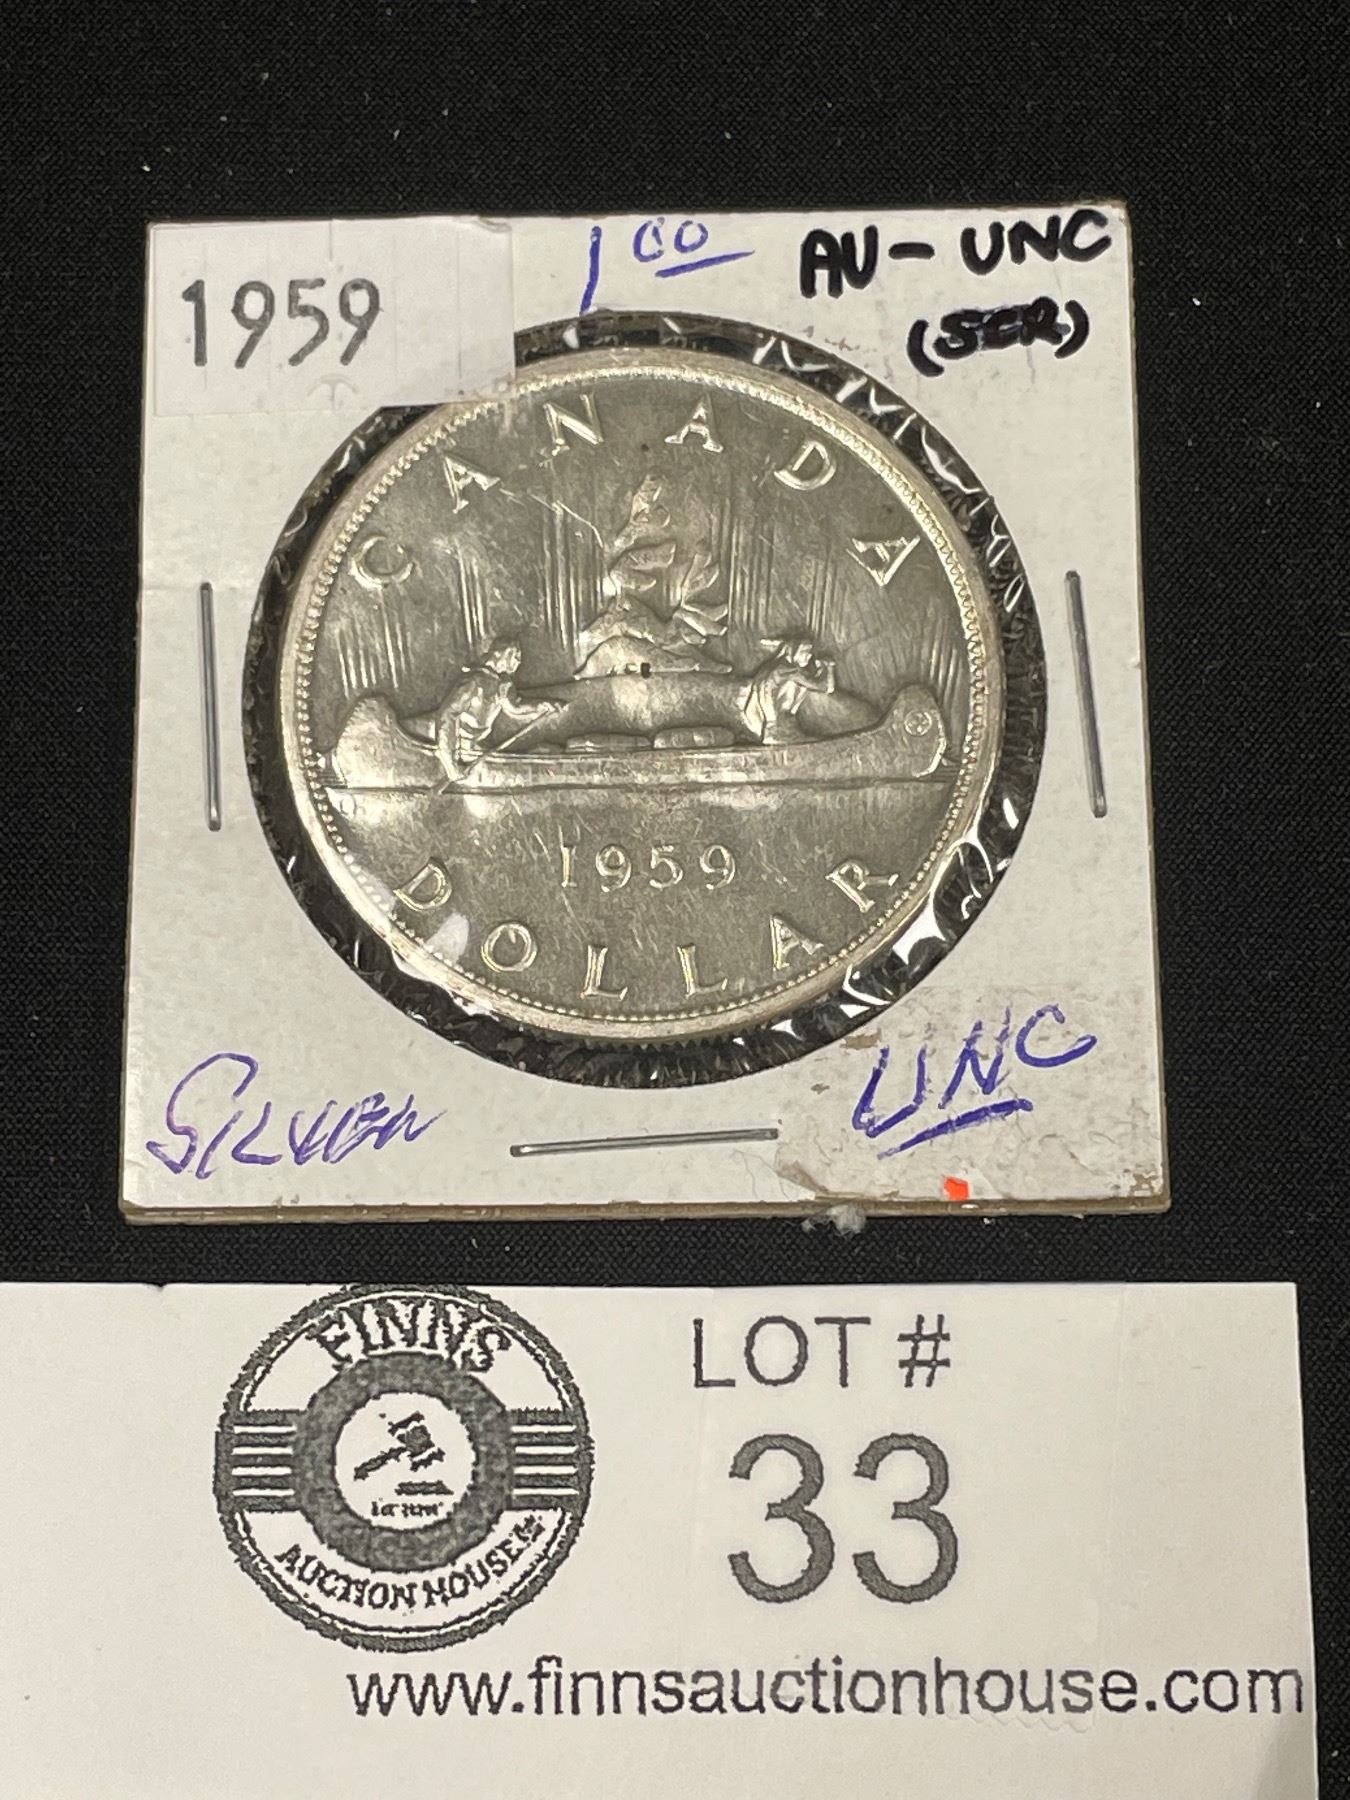 1959
1.00
AU-UNC
(SCR)
CANADA
1959
DOLLAR
SILVER
UNC
FINNS
AUCTION HOUSE
LOT #
33
www.finnsauctionhouse.com